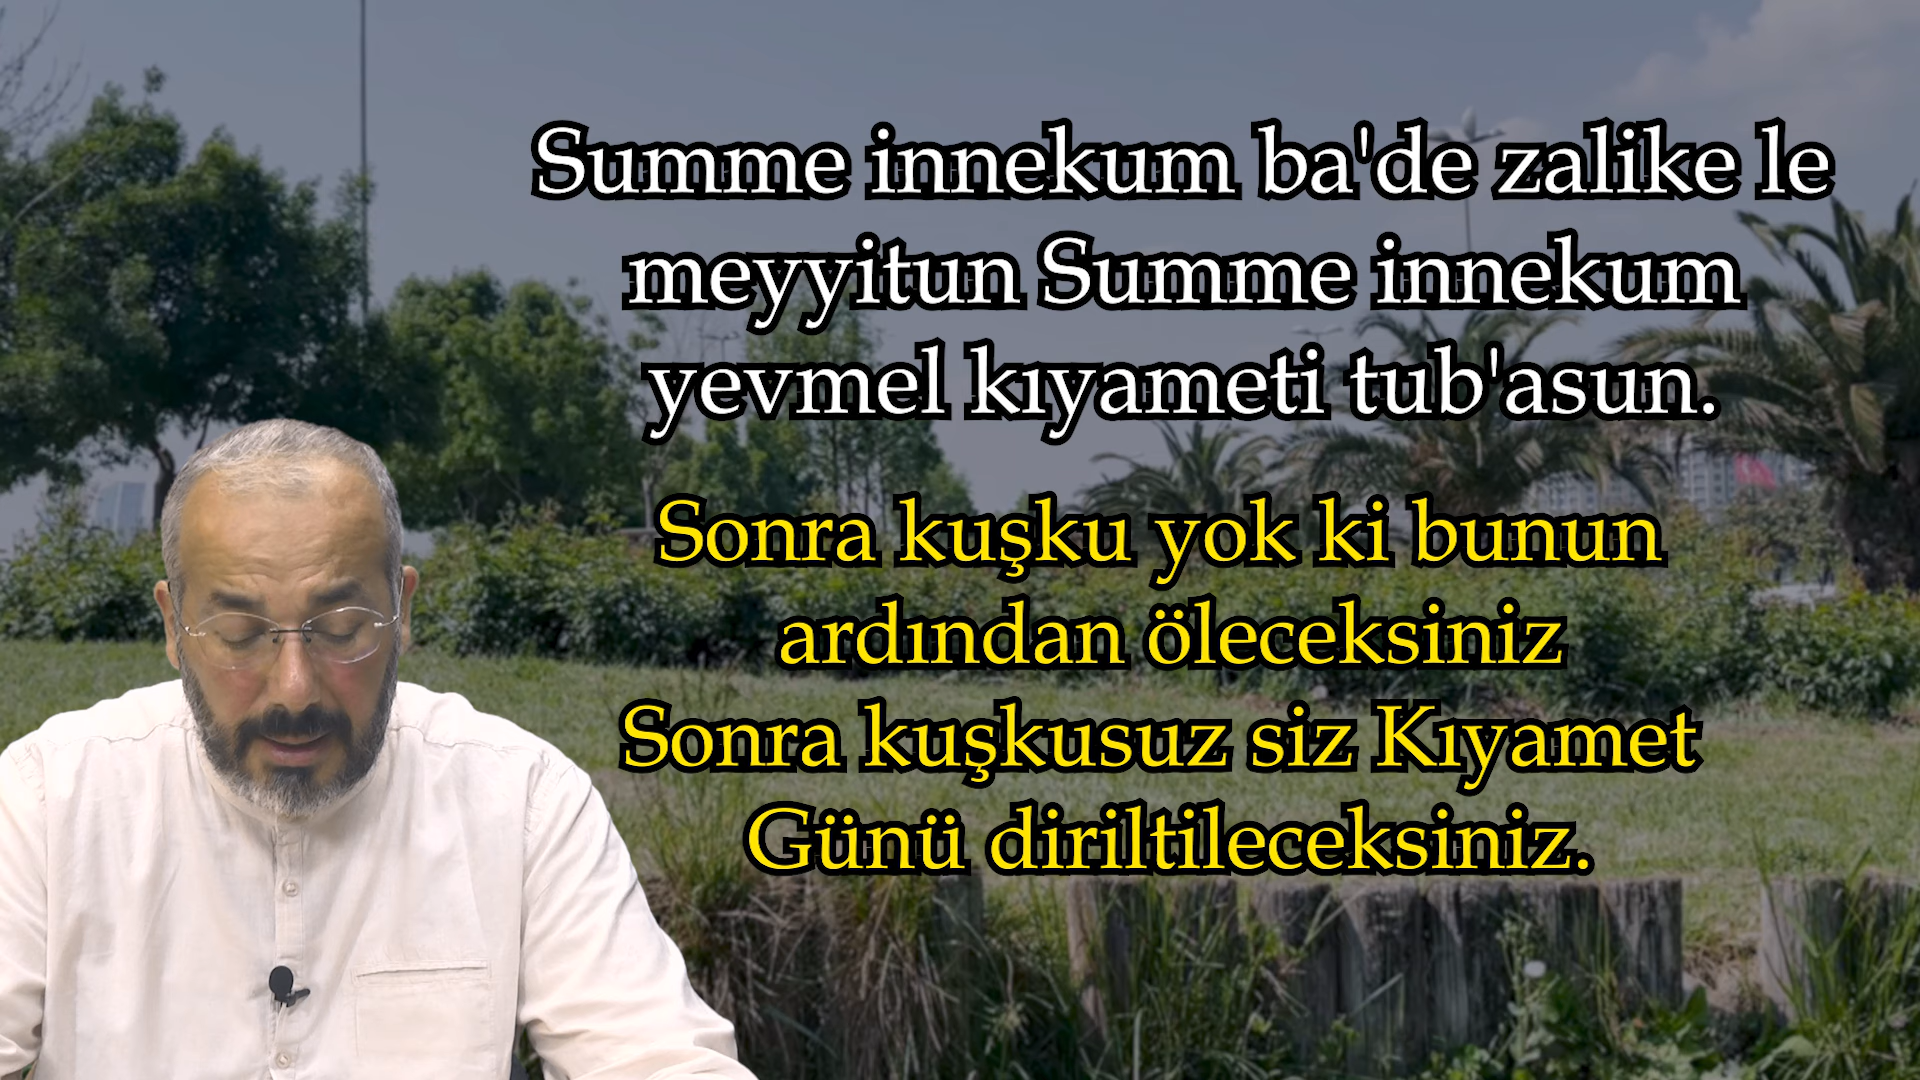 Summe innekum ba'de zalike le
meyyitun Summe innekum
yevmel kıyameti tub'asun.
Sonra kuşku yok ki bunun
ardından öleceksiniz
Sonra kuşkusuz siz Kıyamet
Günü diriltileceksiniz.